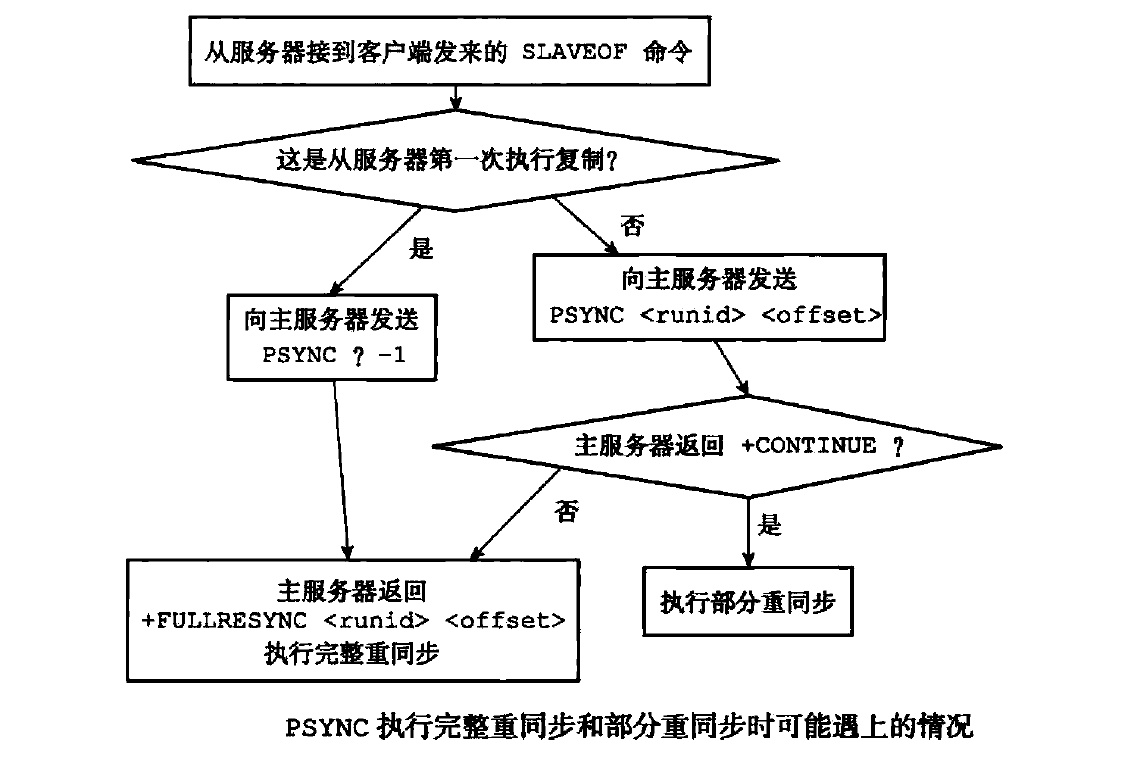 从服务器接到客户端发来的 SLAVEOF 命令
这是从服务器第一次执行复制?
是
否
向主服务器发送
PSYNC ? -1
向主服务器发送
PSYNC <runid> <offset>
主服务器返回 +CONTINUE ?
否
是
主服务器返回
+FULLRESYNC <runid> <offset>
执行完整重同步
执行部分重同步
PSYNC 执行完整重同步和部分重同步时可能遇上的情况